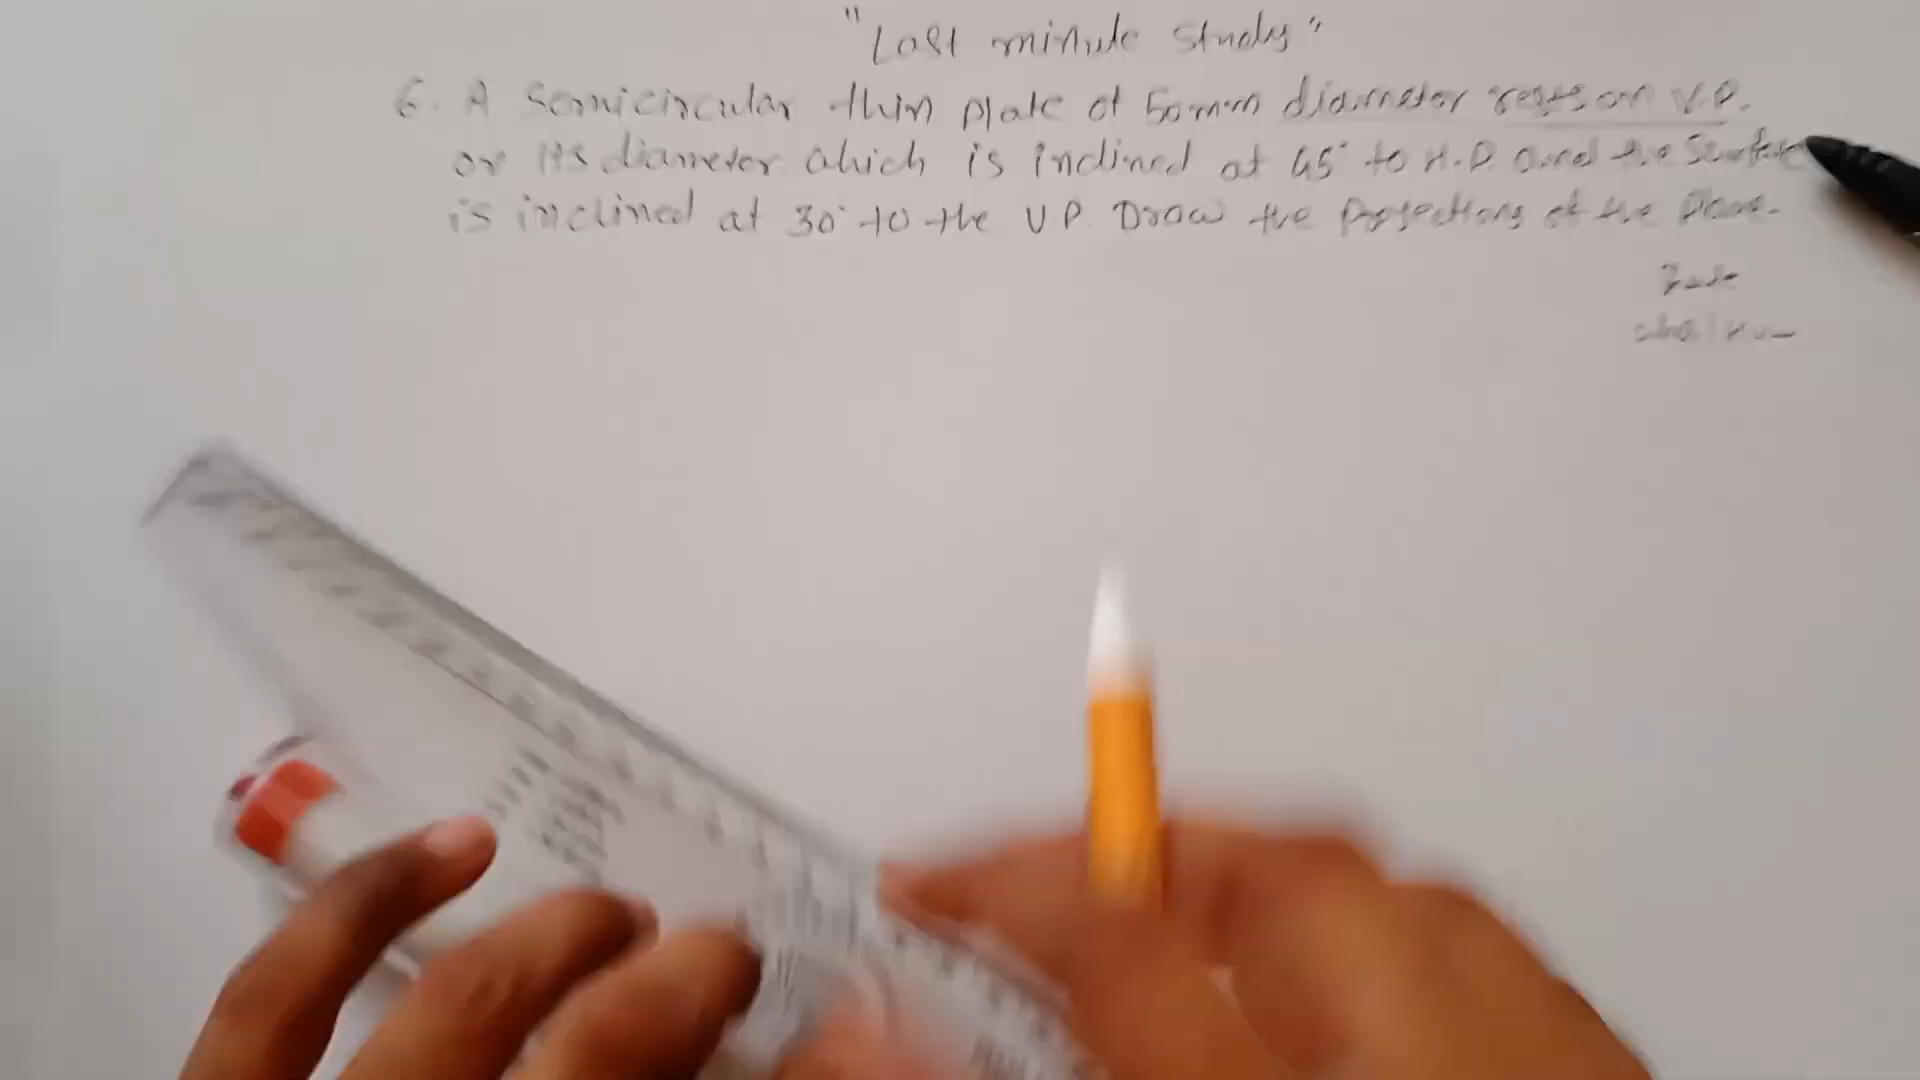 "Last minute study"
6. A Semicircular thin plate of 50mm diameter rests on V.P.
on its diameter which is inclined at 45° to H.P. and the Surface
is inclined at 30° to the V.P. Draw the Projections of the Plane.